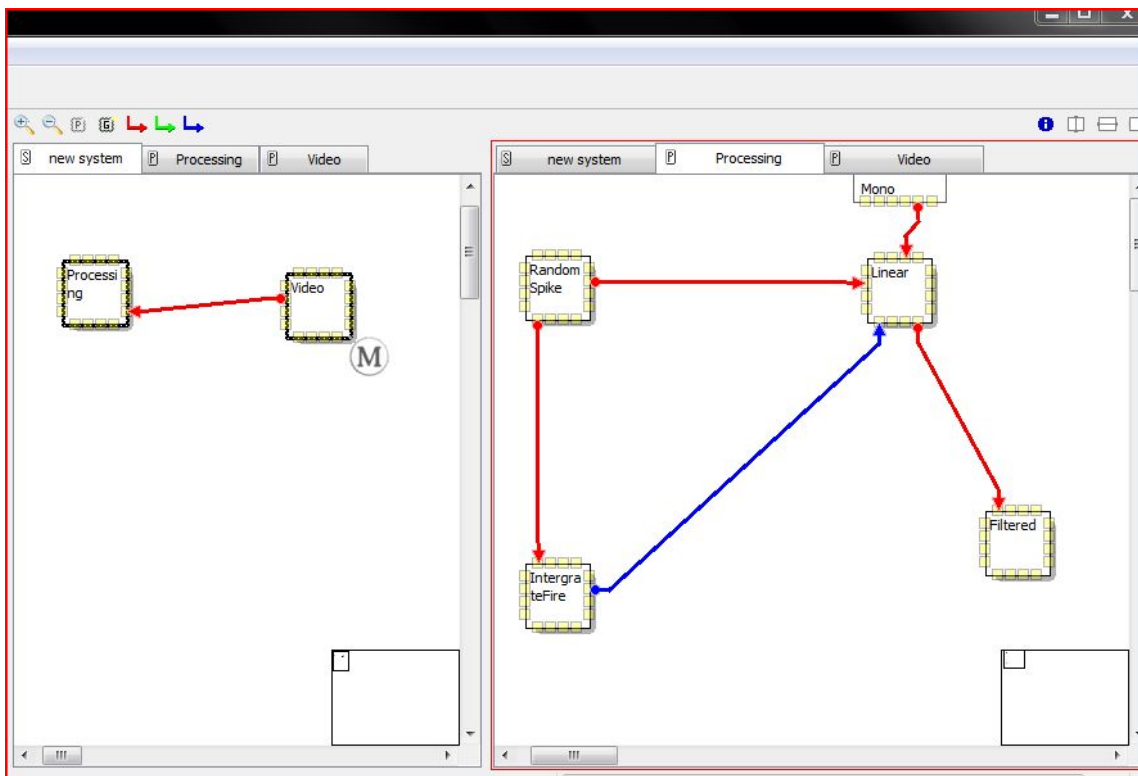 P G
i
S new system P Processing P Video
S new system P Processing P Video
Mono
Processi
ng
Video
M
Random
Spike
Linear
Filtered
Intergra
teFire